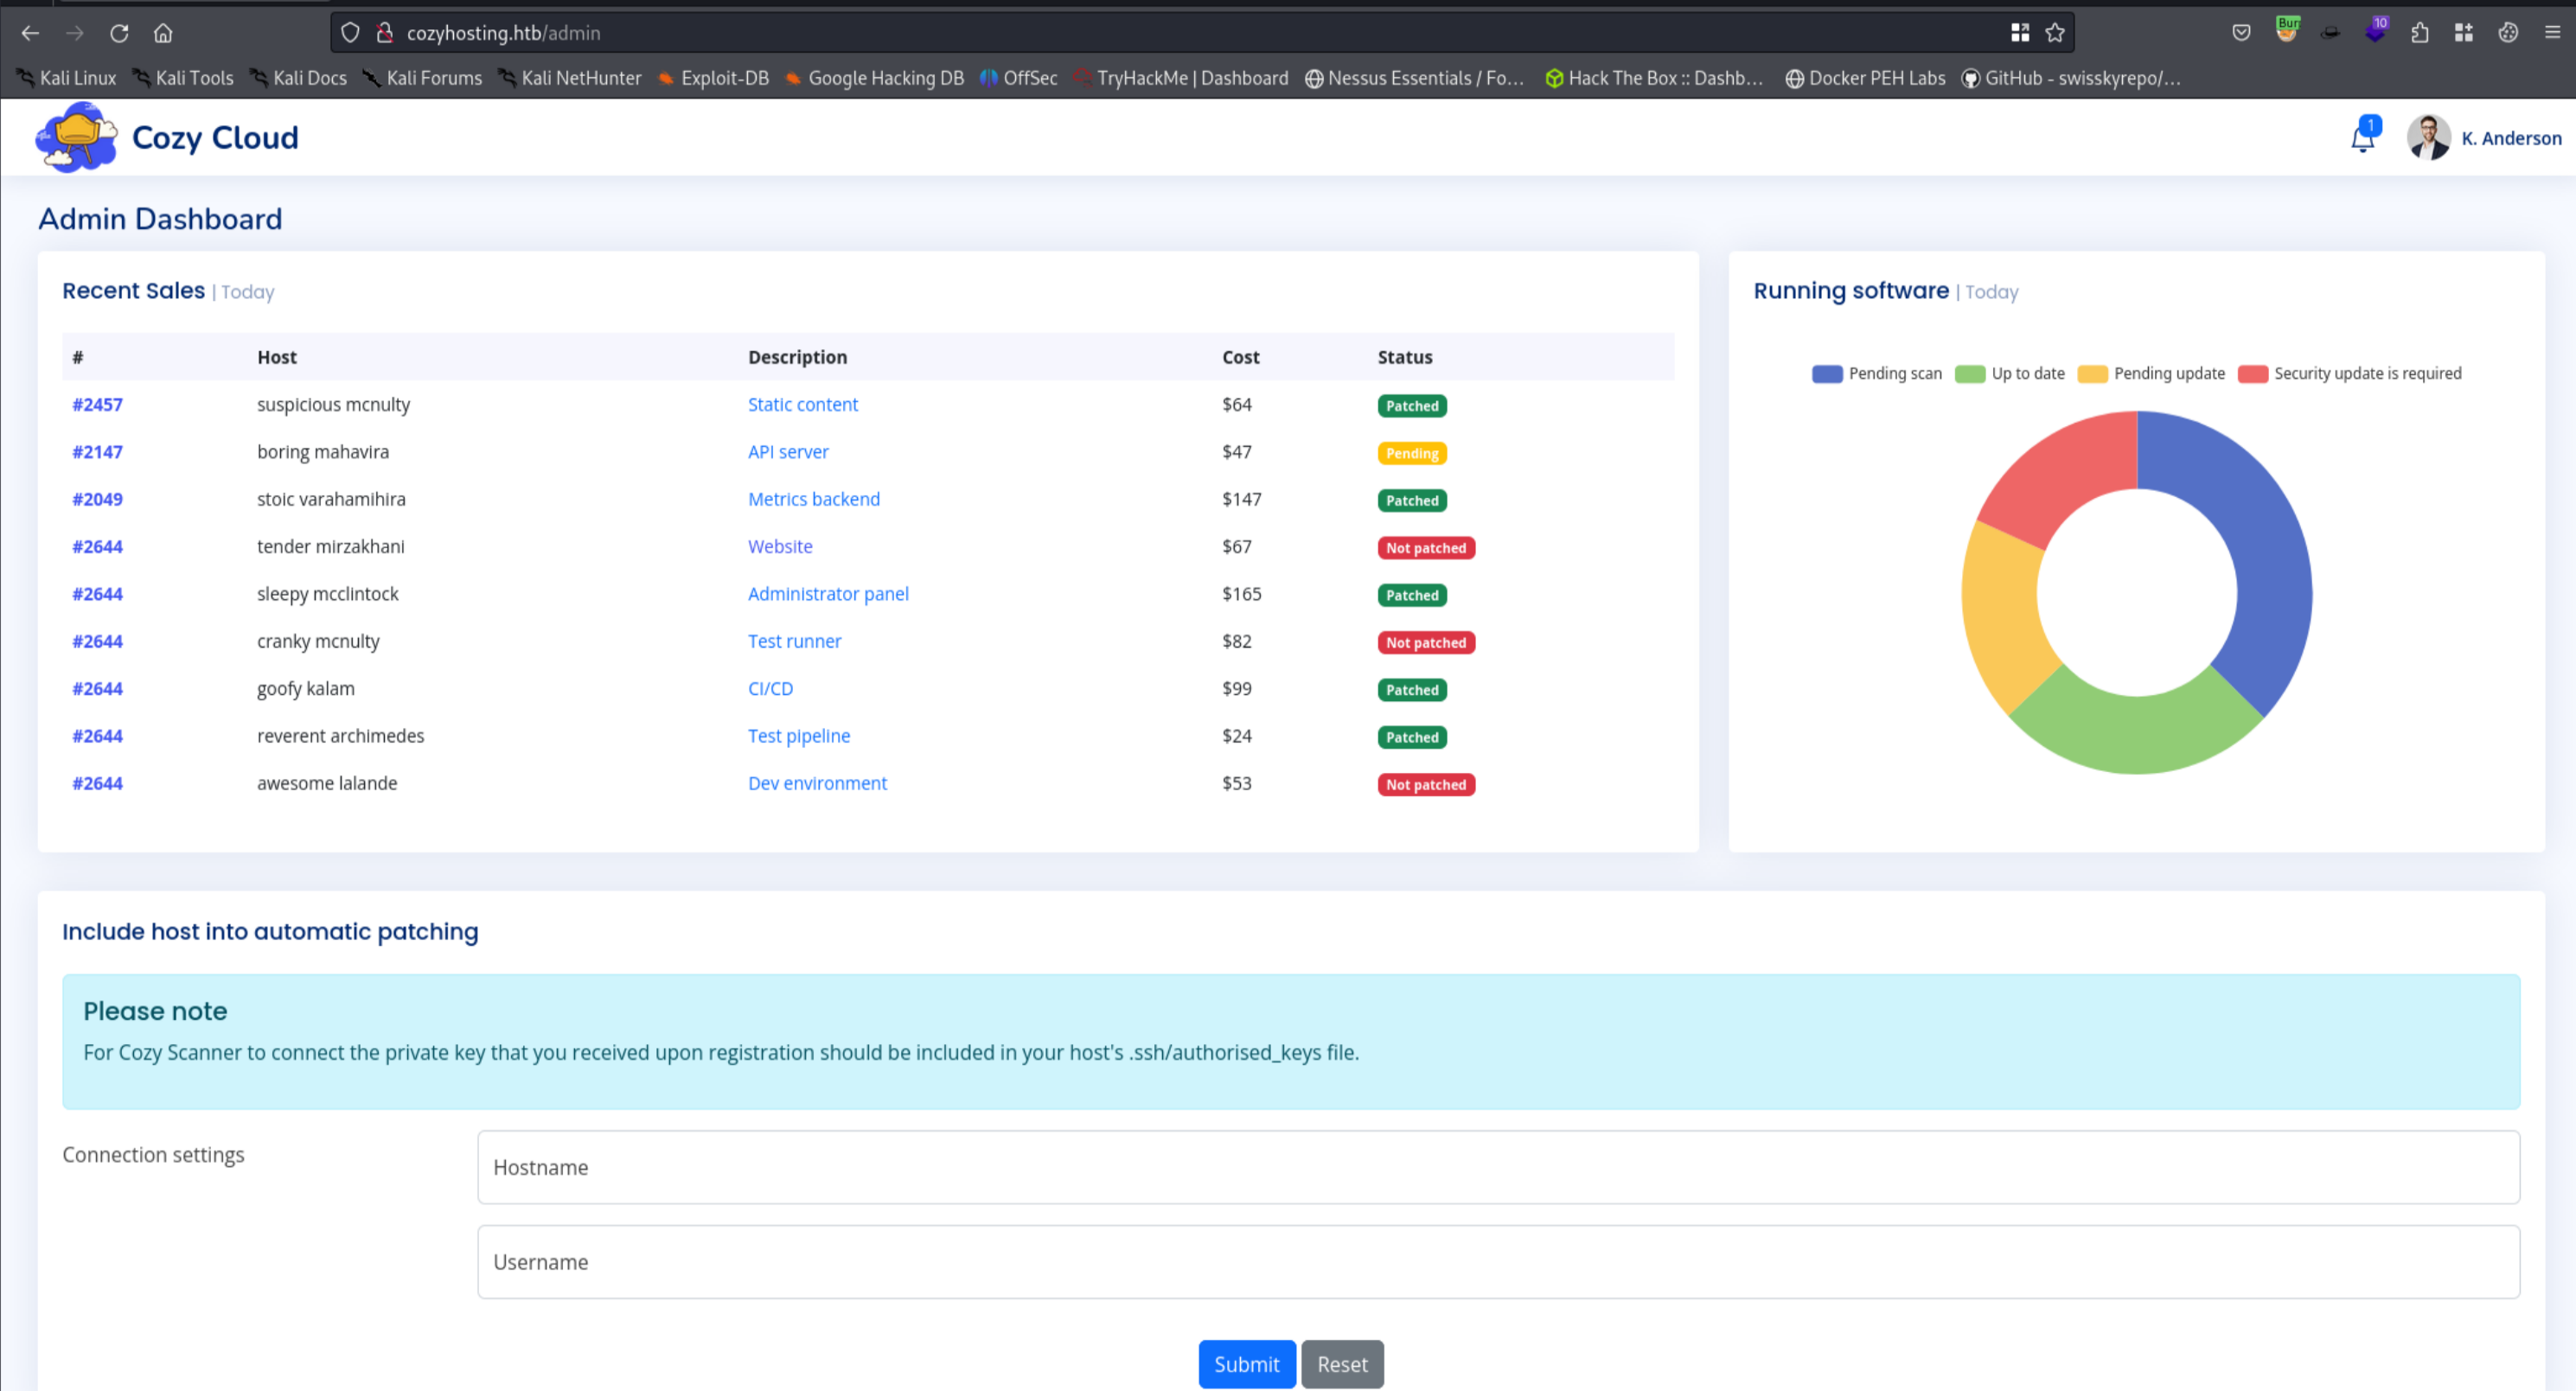 cozyhosting.htb/admin
Bur
10
Kali Linux Kali Tools Kali Docs Kali Forums Kali NetHunter Exploit-DB Google Hacking DB OffSec TryHackMe | Dashboard Nessus Essentials / Fo... Hack The Box :: Dashb... Docker PEH Labs GitHub - swisskyrepo/...
Cozy Cloud
1
K. Anderson
Admin Dashboard
Recent Sales | Today
# Host Description Cost Status
#2457 suspicious mcnulty Static content $64 Patched
#2147 boring mahavira API server $47 Pending
#2049 stoic varahamihira Metrics backend $147 Patched
#2644 tender mirzakhani Website $67 Not patched
#2644 sleepy mcclintock Administrator panel $165 Patched
#2644 cranky mcnulty Test runner $82 Not patched
#2644 goofy kalam CI/CD $99 Patched
#2644 reverent archimedes Test pipeline $24 Patched
#2644 awesome lalande Dev environment $53 Not patched
Running software | Today
Pending scan Up to date Pending update Security update is required
Include host into automatic patching
Please note
For Cozy Scanner to connect the private key that you received upon registration should be included in your host's .ssh/authorised_keys file.
Connection settings
Hostname
Username
Submit Reset